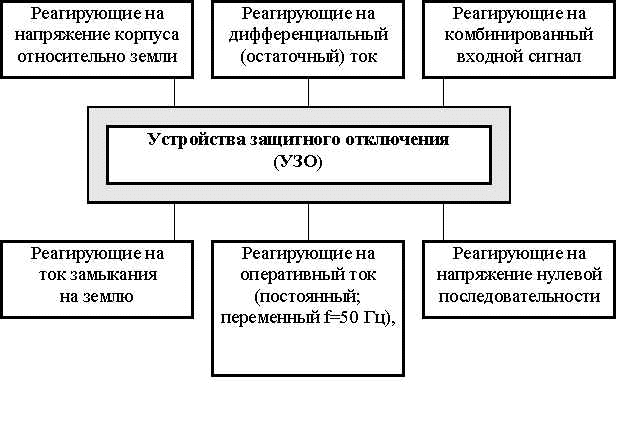 Реагирующие на
напряжение корпуса
относительно земли
Реагирующие на
дифференциальный
(остаточный) ток
Реагирующие на
комбинированный
входной сигнал
Устройства защитного отключения
(УЗО)
Реагирующие на
ток замыкания
на землю
Реагирующие на
оперативный ток
(постоянный;
переменный f=50 Гц),
Реагирующие на
напряжение нулевой
последовательности